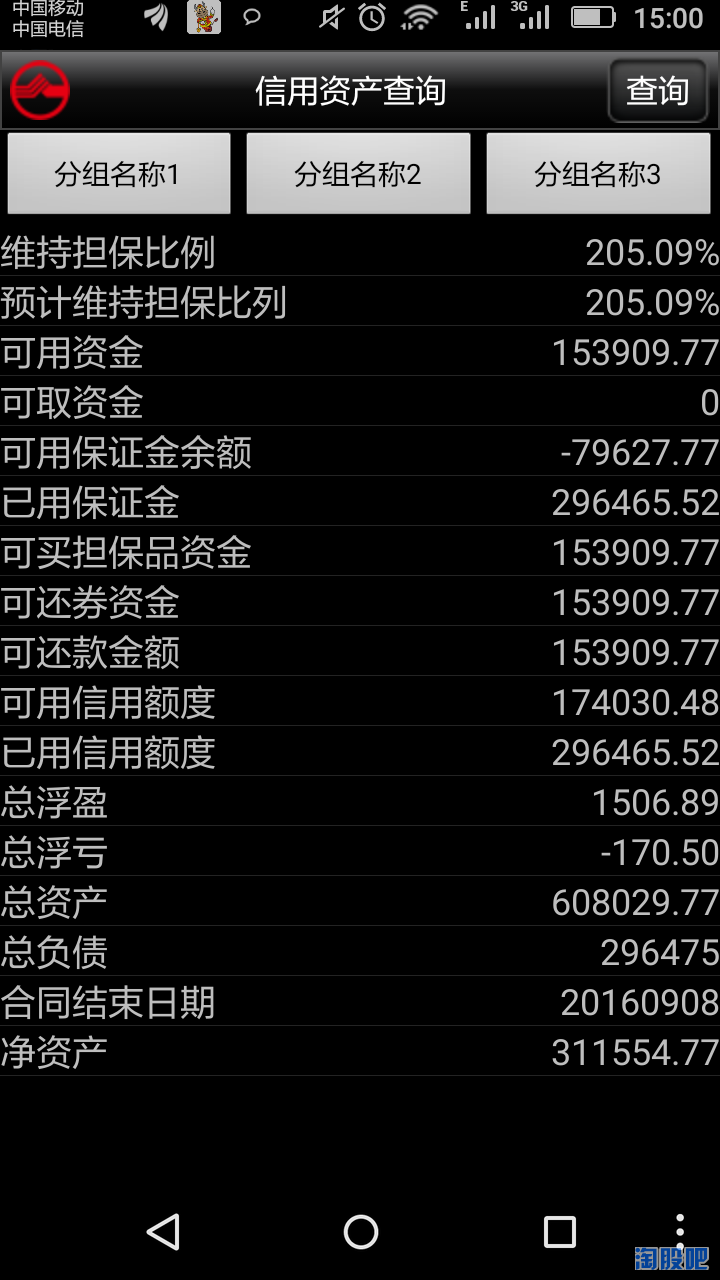 中国移动
中国电信
E
3G
15:00
信用资产查询
查询
分组名称1
分组名称2
分组名称3
维持担保比例 205.09%
预计维持担保比列 205.09%
可用资金 153909.77
可取资金 0
可用保证金余额 -79627.77
已用保证金 296465.52
可买担保品资金 153909.77
可还券资金 153909.77
可还款金额 153909.77
可用信用额度 174030.48
已用信用额度 296465.52
总浮盈 1506.89
总浮亏 -170.50
总资产 608029.77
总负债 296475
合同结束日期 20160908
净资产 311554.77
淘股吧